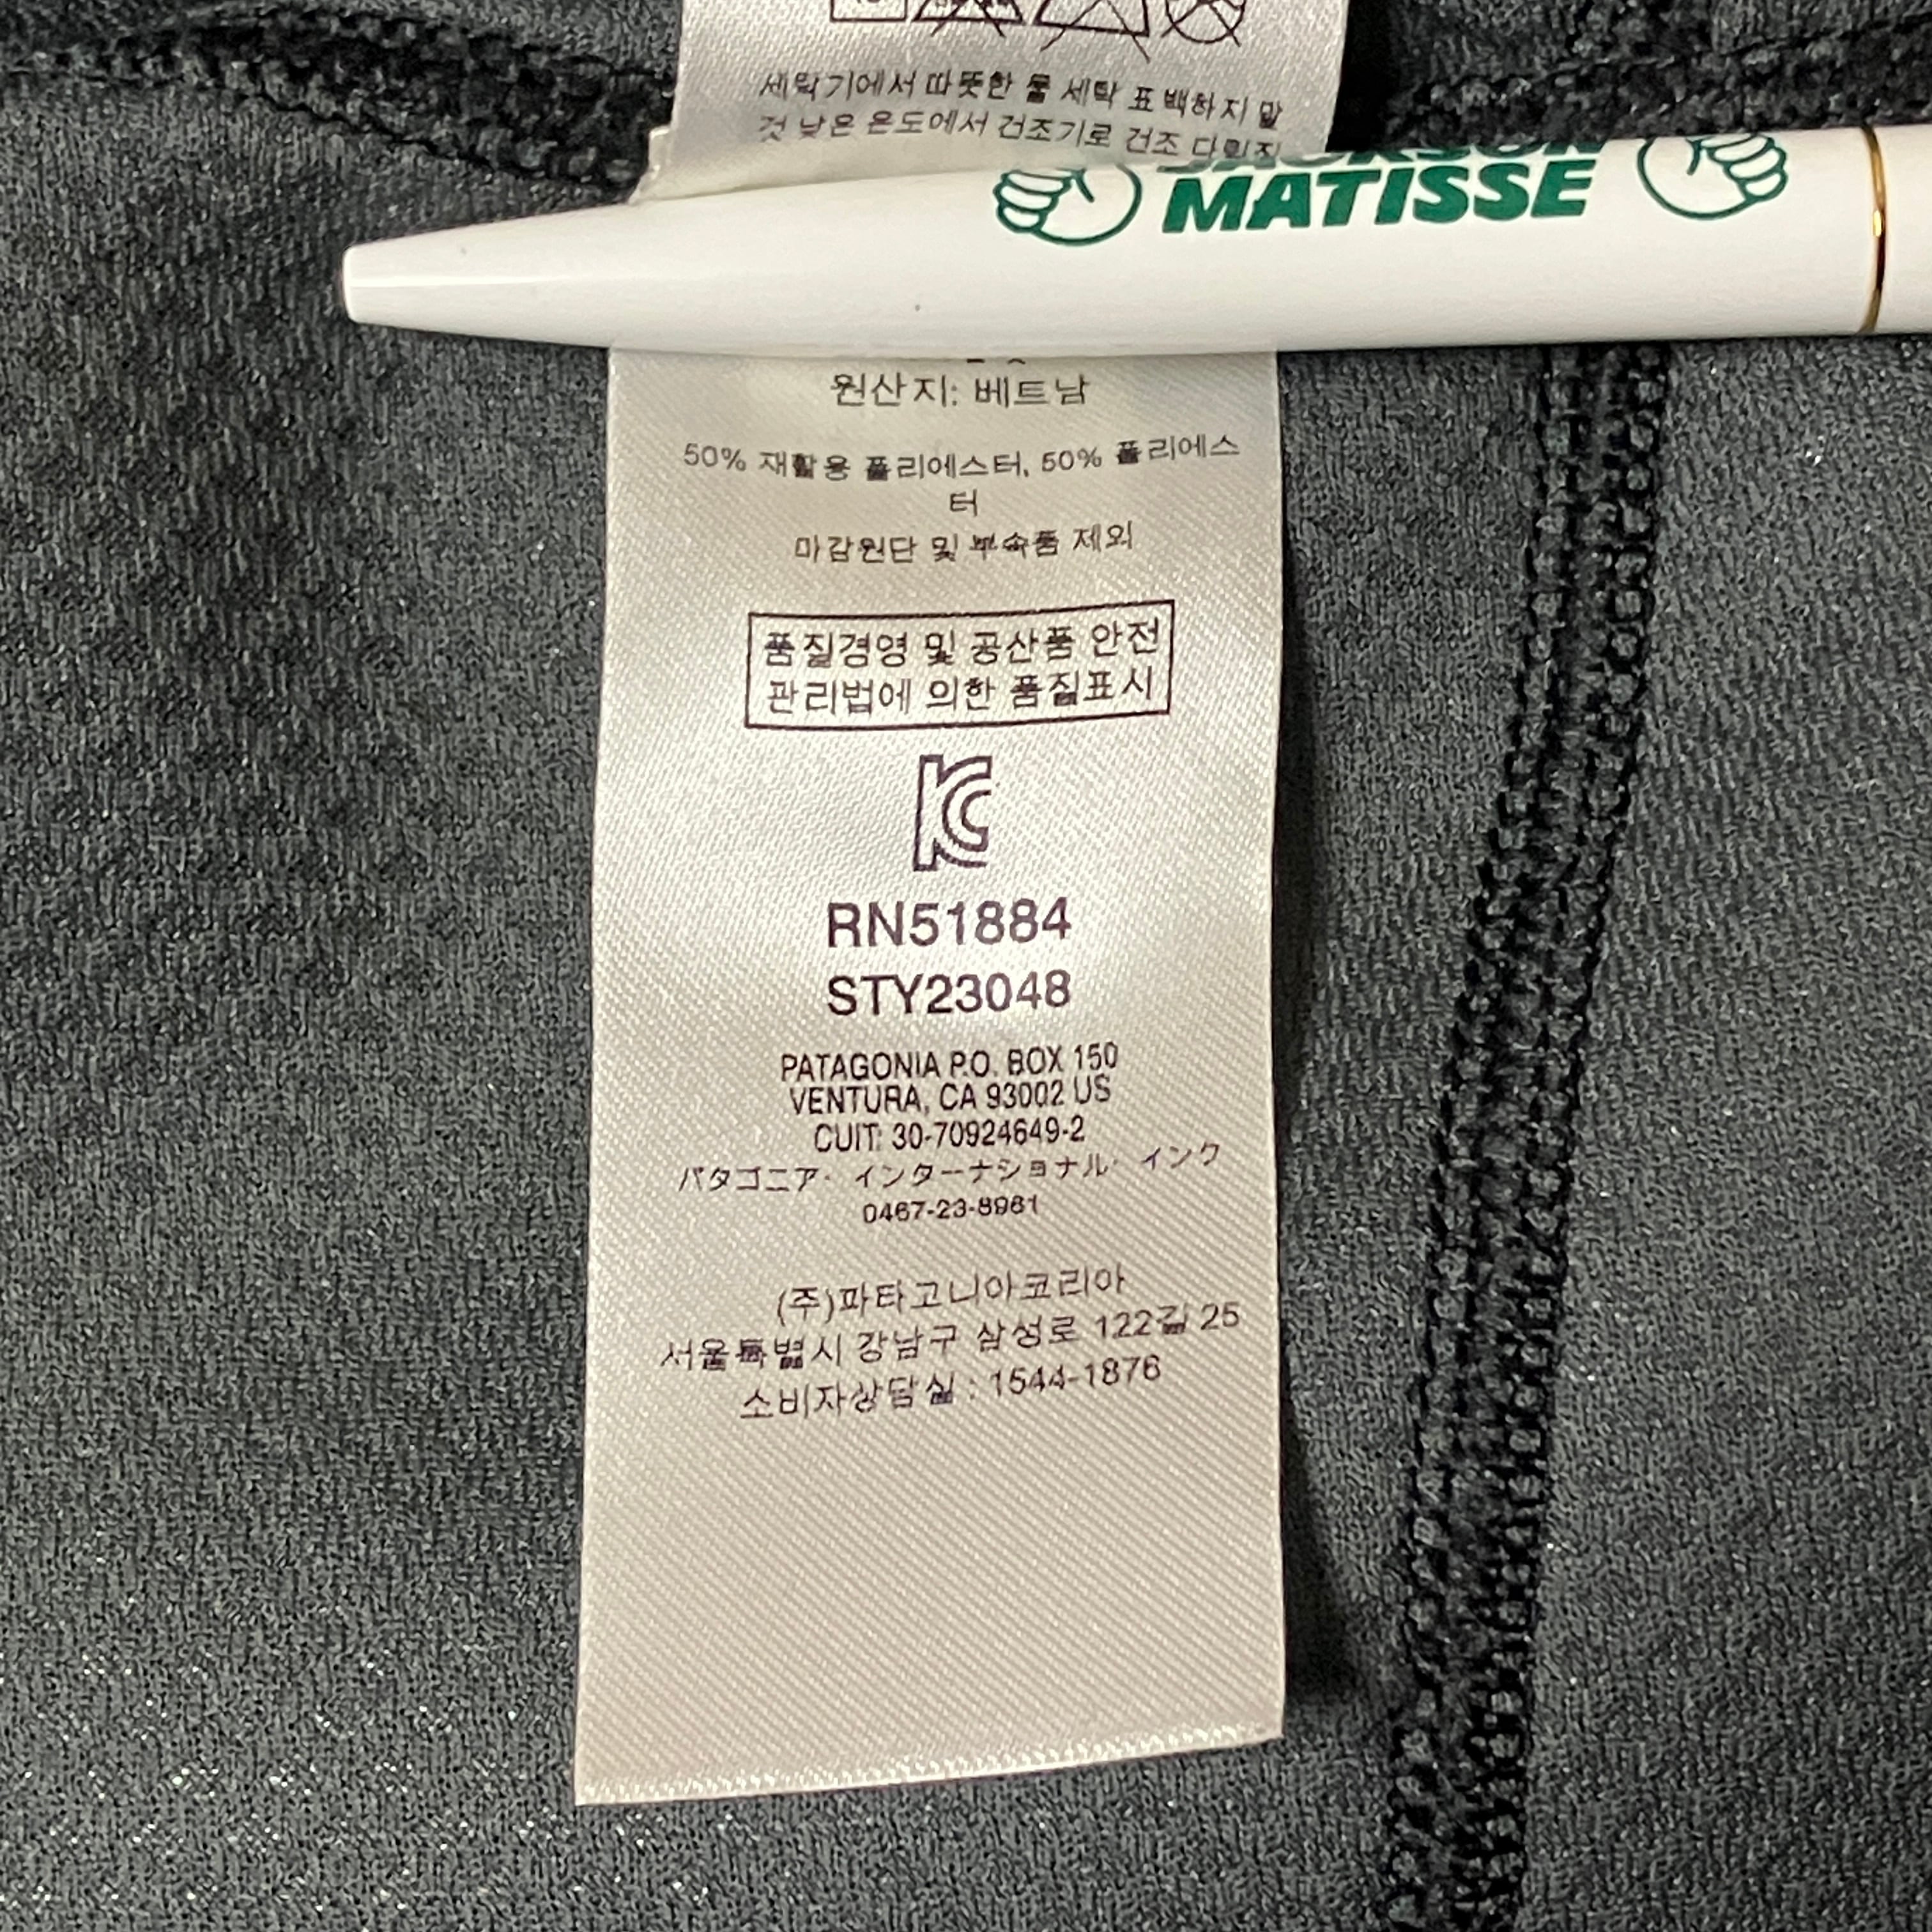 세탁기에서 따뜻한 물 세탁 표백하지 말
것 낮은 온도에서 건조기로 건조 다림질
JACKSON
MATISSE
원산지: 베트남
50% 재활용 폴리에스터, 50% 폴리에스
터
마감원단 및 부속품 제외
품질경영 및 공산품 안전
관리법에 의한 품질표시
KC
RN51884
STY23048
PATAGONIA P.O. BOX 150
VENTURA, CA 93002 US
CUIT: 30-70924649-2
パタゴニア・インターナショナル・インク
0467-23-8961
(주)파타고니아코리아
서울특별시 강남구 삼성로 122길 25
소비자상담실 : 1544-1876